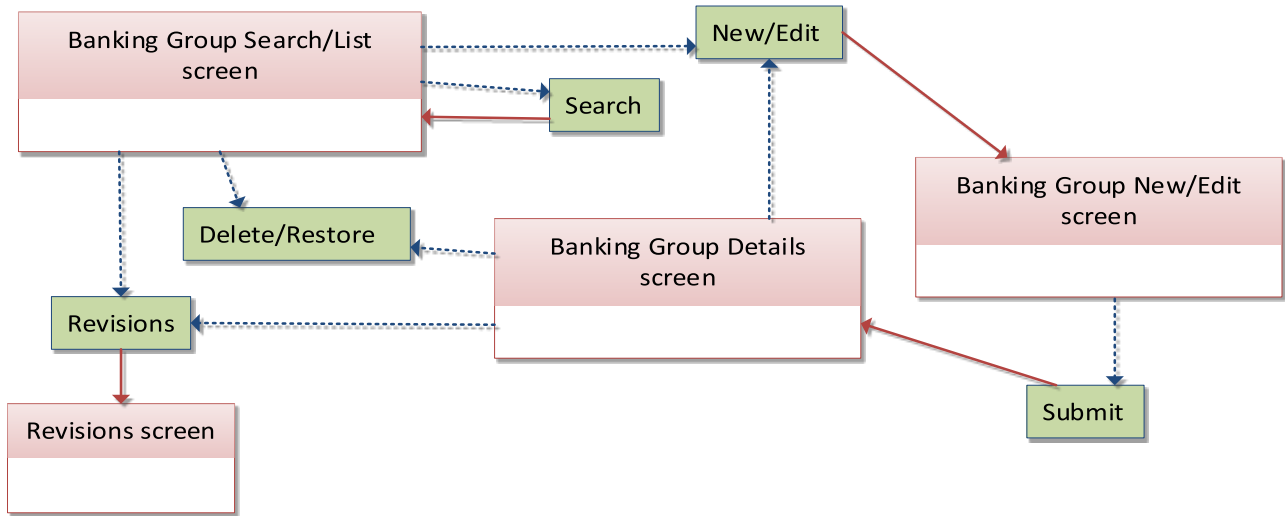 Banking Group Search/List
screen
New/Edit
Search
Banking Group New/Edit
screen
Delete/Restore
Banking Group Details
screen
Revisions
Submit
Revisions screen